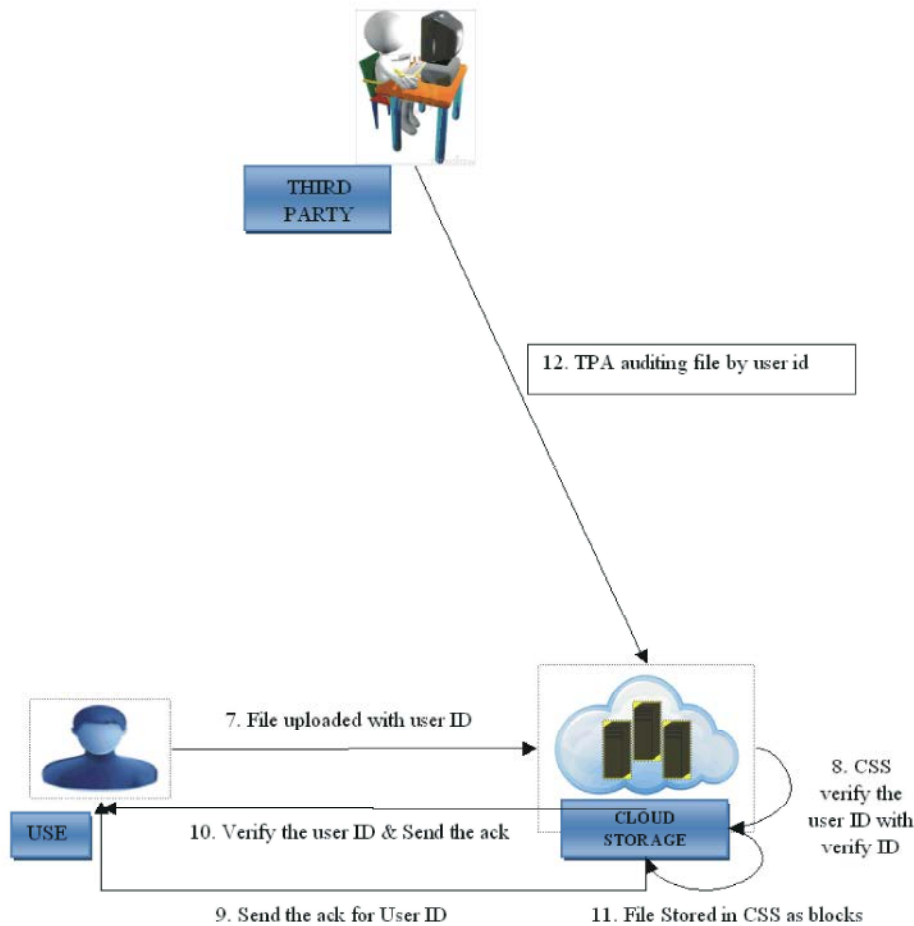 THIRD
PARTY
12. TPA auditing file by user id
7. File uploaded with user ID
8. CSS
verify the
user ID with
verify ID
USE
10. Verify the user ID & Send the ack
CLOUD
STORAGE
9. Send the ack for User ID
11. File Stored in CSS as blocks